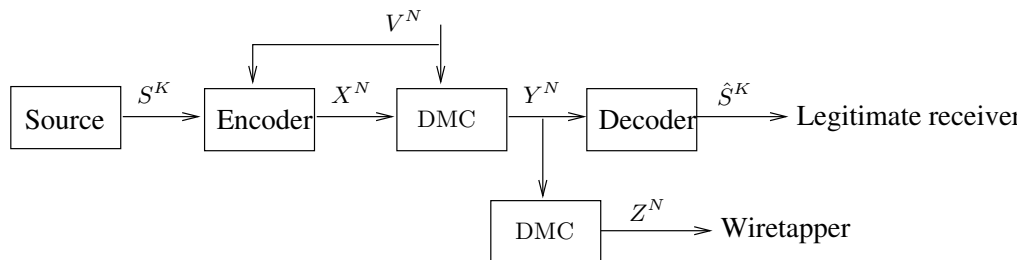 V^N
S^K
X^N
Y^N
Ŝ^K
Source
Encoder
DMC
Decoder
Legitimate receiver
DMC
Z^N
Wiretapper